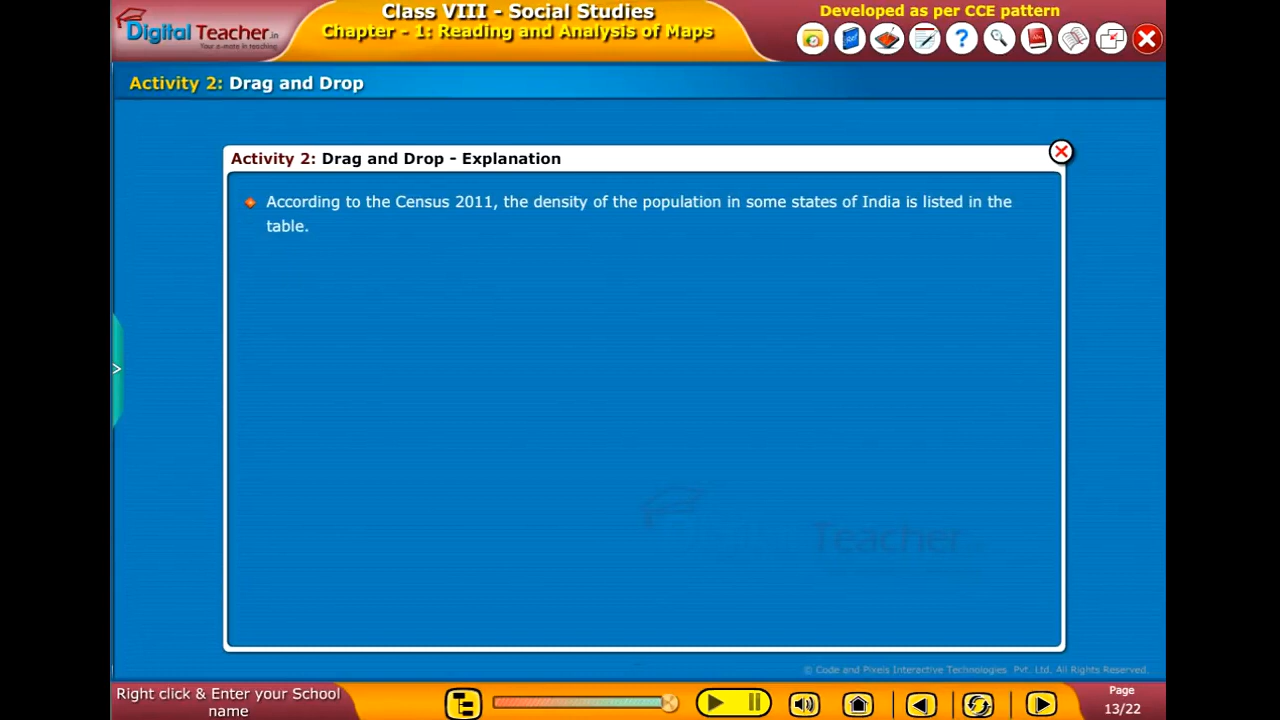 Digital Teacher.in
Your e-mate in teaching
Class VIII - Social Studies
Chapter - 1: Reading and Analysis of Maps
Developed as per CCE pattern
Activity 2: Drag and Drop
Activity 2: Drag and Drop - Explanation
According to the Census 2011, the density of the population in some states of India is listed in the
table.
Teacher
© Code and Pixels Interactive Technologies Pvt. Ltd. All Rights Reserved.
Right click & Enter your School
name
Page
13/22